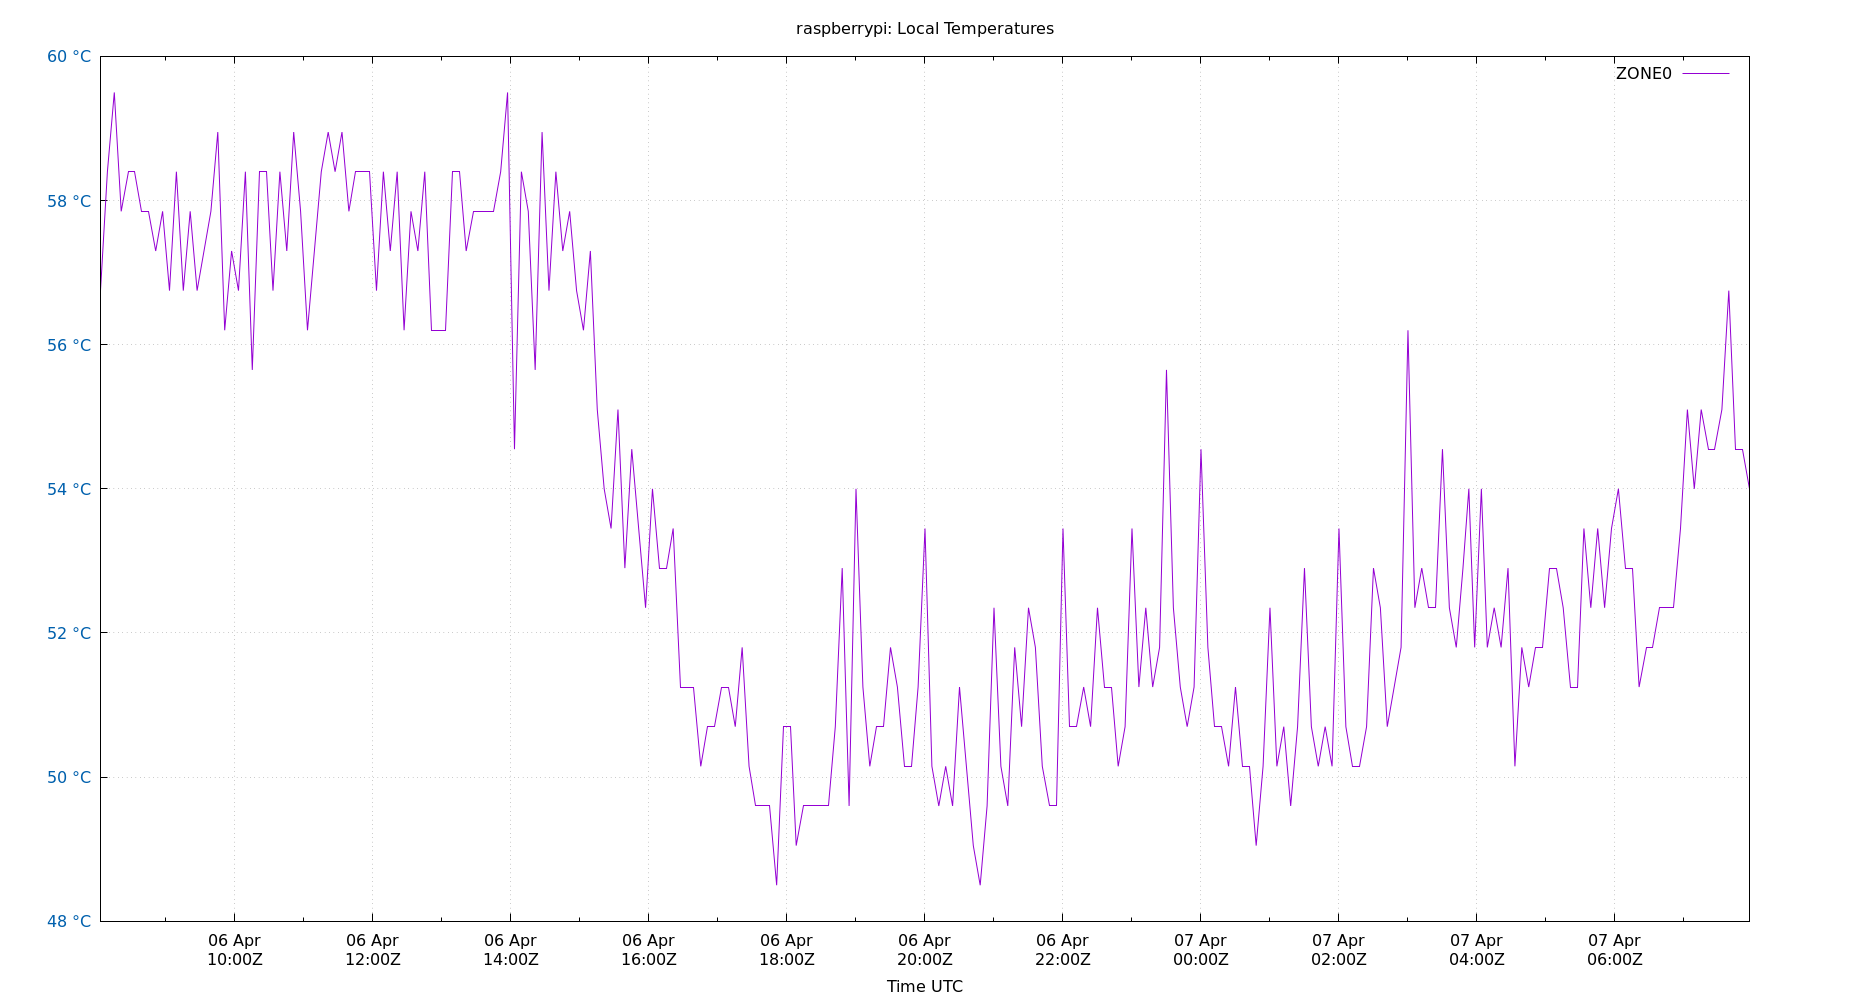 raspberrypi: Local Temperatures
60 °C
ZONE0
58 °C
56 °C
54 °C
52 °C
50 °C
48 °C
06 Apr 06 Apr 06 Apr 06 Apr 06 Apr 06 Apr 06 Apr 07 Apr 07 Apr 07 Apr 07 Apr
10:00Z 12:00Z 14:00Z 16:00Z 18:00Z 20:00Z 22:00Z 00:00Z 02:00Z 04:00Z 06:00Z
Time UTC